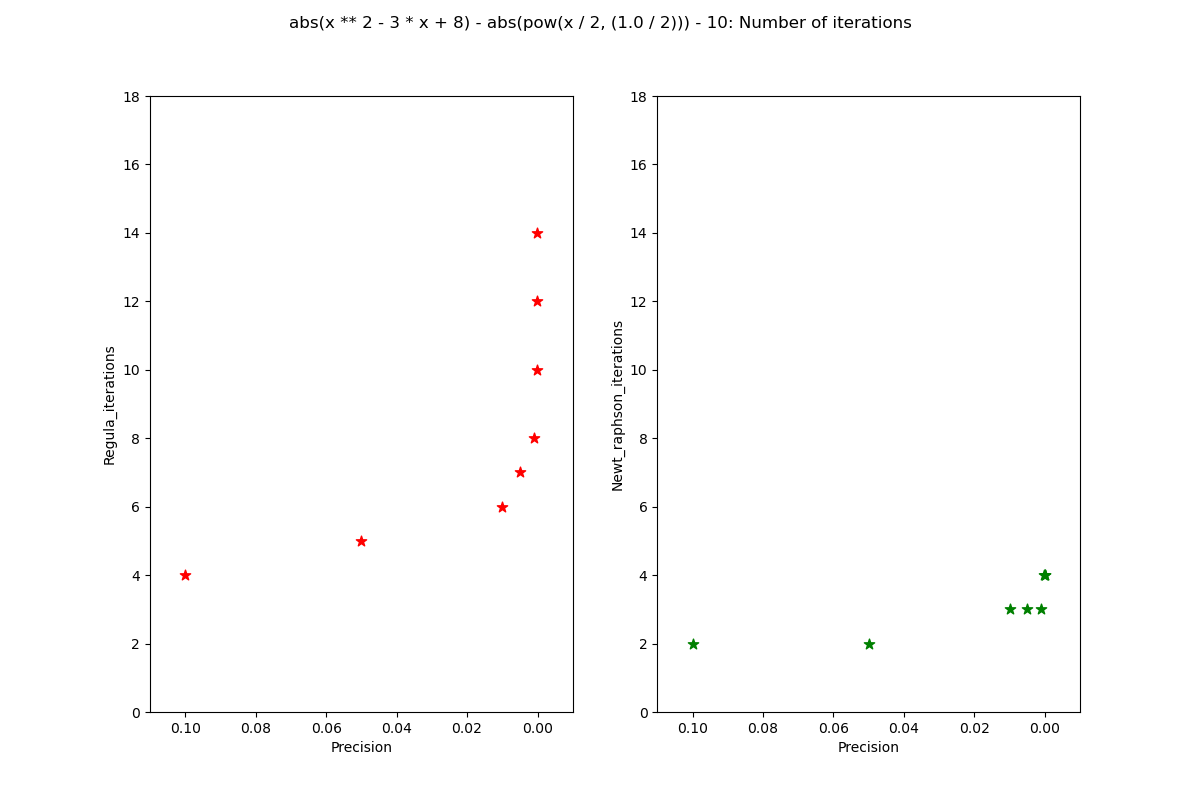 abs(x ** 2 - 3 * x + 8) - abs(pow(x / 2, (1.0 / 2))) - 10: Number of iterations
18
16
14
12
10
8
6
4
2
0
Regula_iterations
0.10 0.08 0.06 0.04 0.02 0.00
Precision
18
16
14
12
10
8
6
4
2
0
Newt_raphson_iterations
0.10 0.08 0.06 0.04 0.02 0.00
Precision